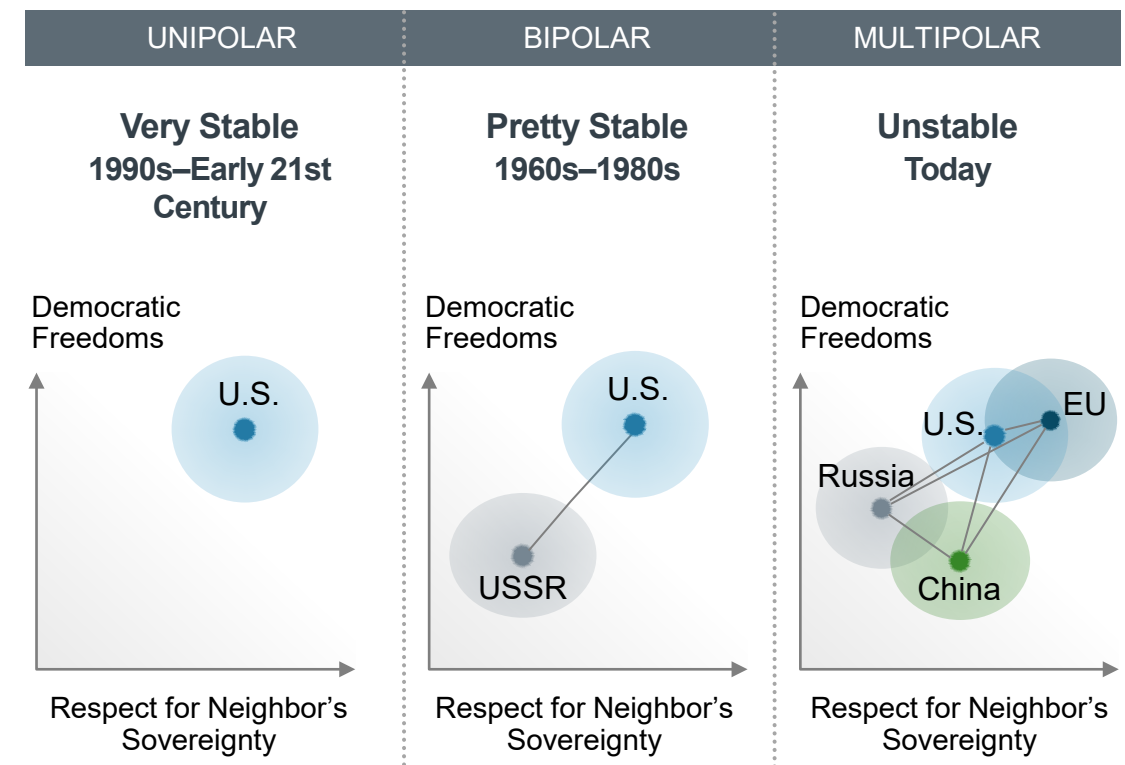 UNIPOLAR
Very Stable
1990s–Early 21st
Century
Democratic
Freedoms
U.S.
Respect for Neighbor’s
Sovereignty
BIPOLAR
Pretty Stable
1960s–1980s
Democratic
Freedoms
U.S.
USSR
Respect for Neighbor’s
Sovereignty
MULTIPOLAR
Unstable
Today
Democratic
Freedoms
EU
U.S.
Russia
China
Respect for Neighbor’s
Sovereignty